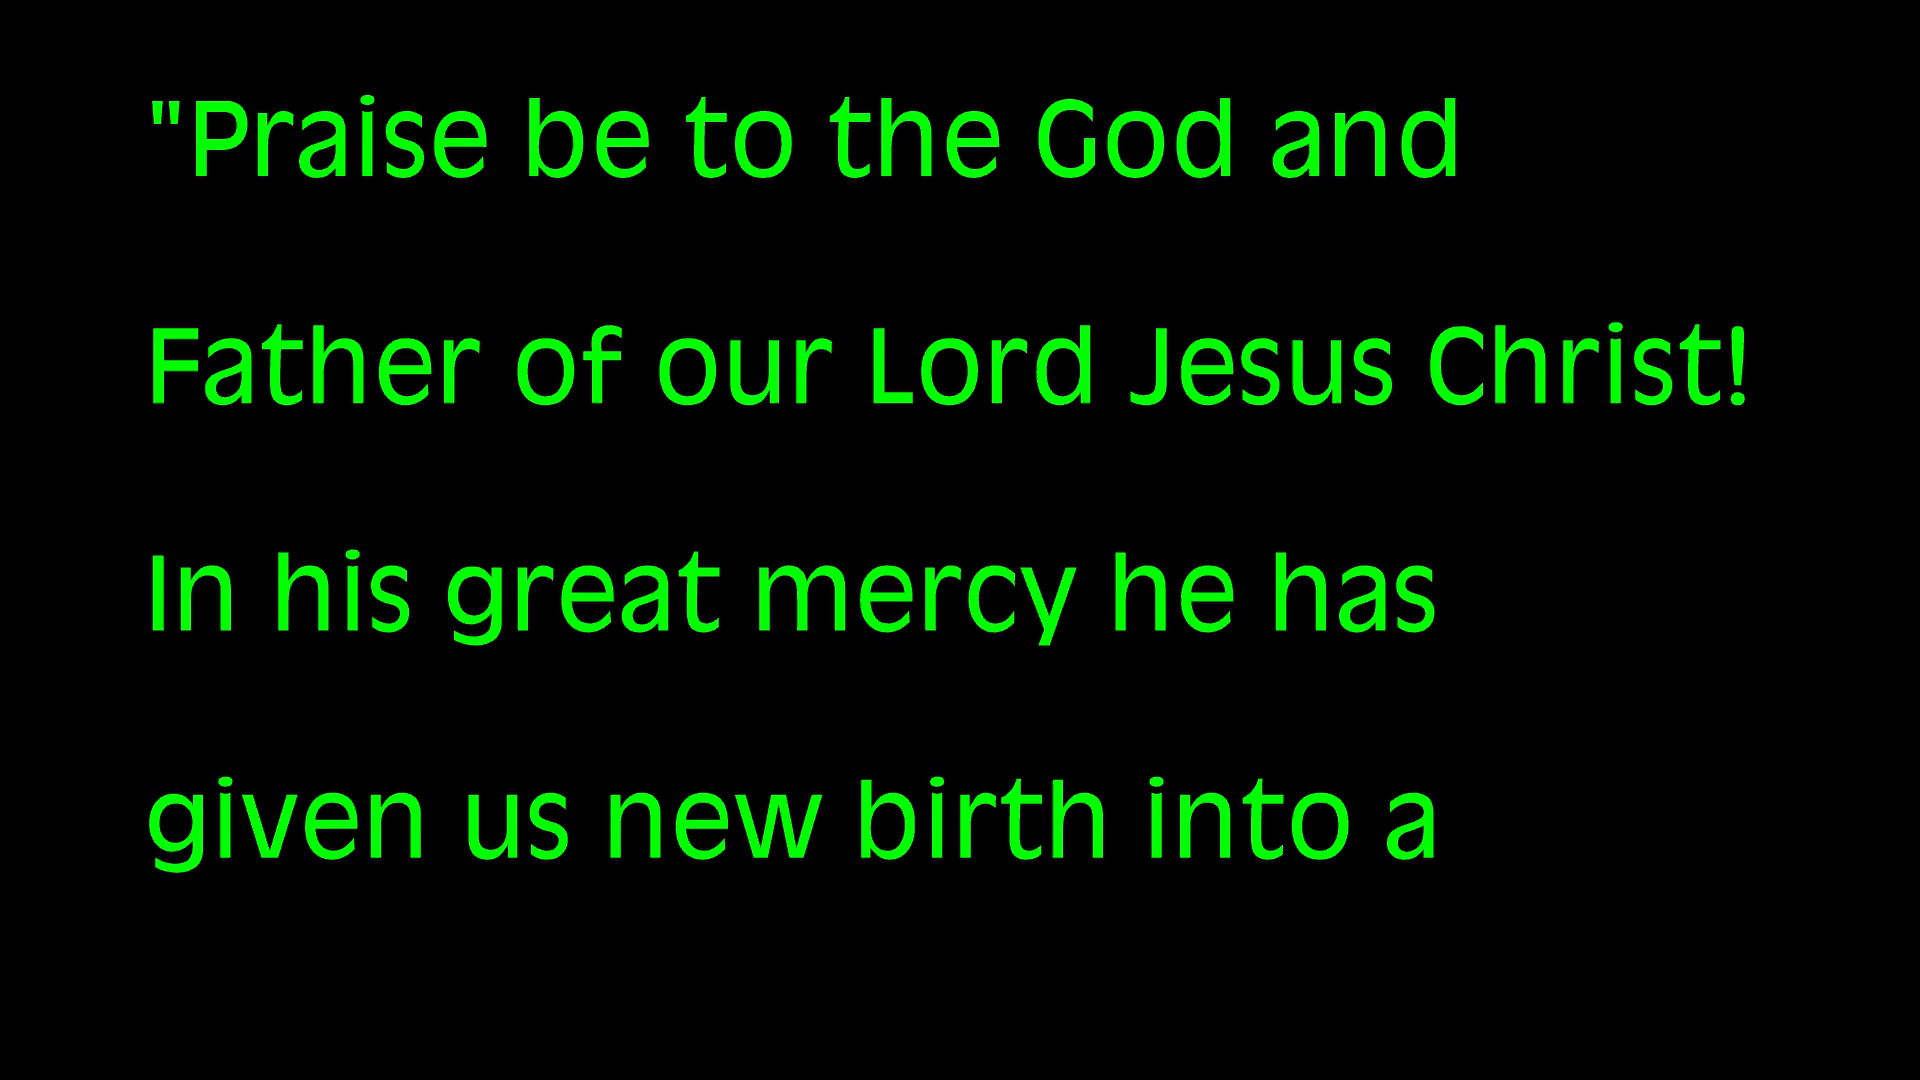 "Praise be to the God and
Father of our Lord Jesus Christ!
In his great mercy he has
given us new birth into a